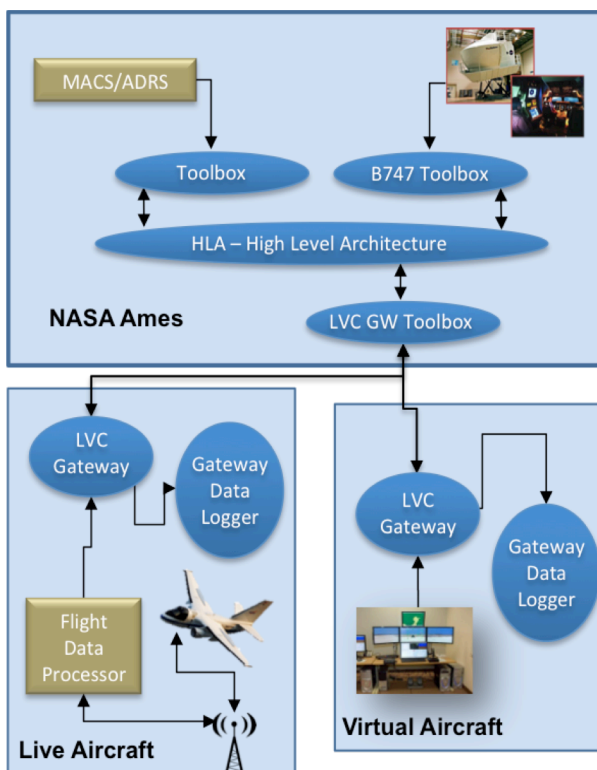 MACS/ADRS
Toolbox
B747 Toolbox
HLA – High Level Architecture
NASA Ames
LVC GW Toolbox
LVC
Gateway
Gateway
Data
Logger
Flight
Data
Processor
Live Aircraft
LVC
Gateway
Gateway
Data
Logger
Virtual Aircraft